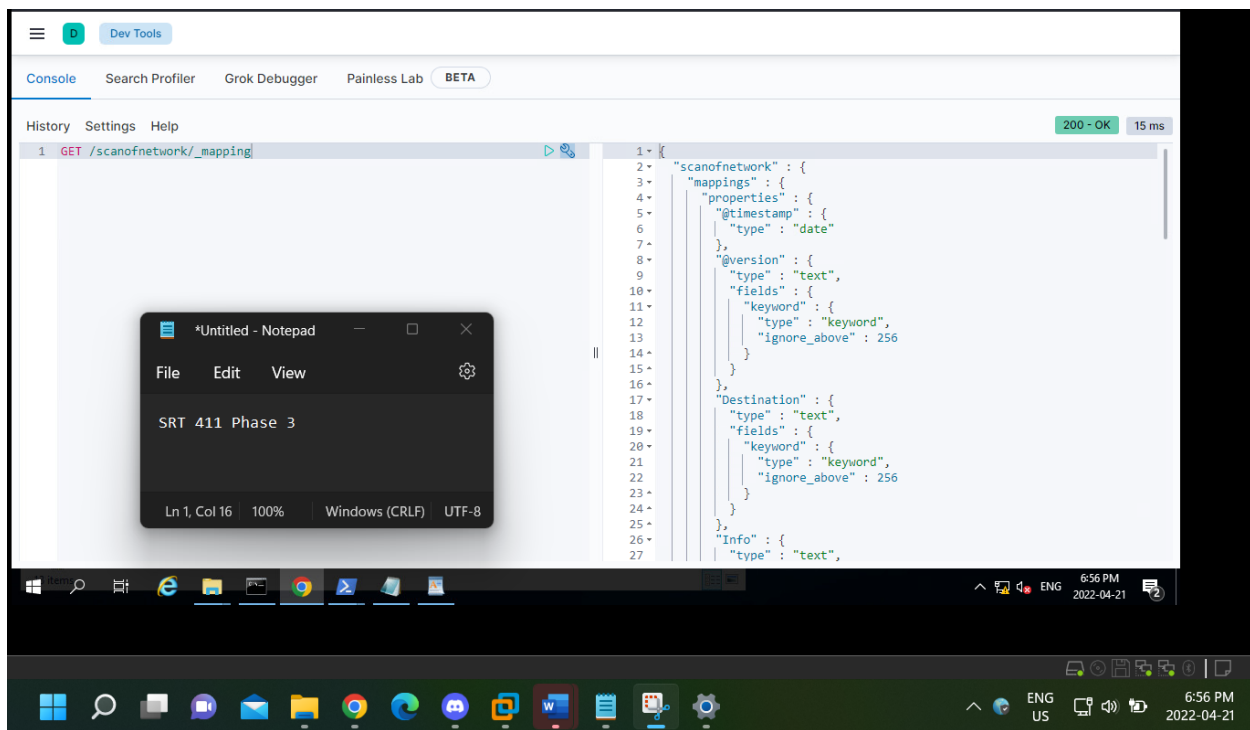 D Dev Tools
Console Search Profiler Grok Debugger Painless Lab BETA
History Settings Help
200 - OK 15 ms
1 GET /scanofnetwork/_mapping
1 {
2 "scanofnetwork" : {
3 "mappings" : {
4 "properties" : {
5 "@timestamp" : {
6 "type" : "date"
7 },
8 "@version" : {
9 "type" : "text",
10 "fields" : {
11 "keyword" : {
12 "type" : "keyword",
13 "ignore_above" : 256
14 }
15 }
16 },
17 "Destination" : {
18 "type" : "text",
19 "fields" : {
20 "keyword" : {
21 "type" : "keyword",
22 "ignore_above" : 256
23 }
24 }
25 },
26 "Info" : {
27 "type" : "text",
*Untitled - Notepad
File Edit View
SRT 411 Phase 3
Ln 1, Col 16 100% Windows (CRLF) UTF-8
items
ENG 6:56 PM
2022-04-21
2
ENG
US
6:56 PM
2022-04-21